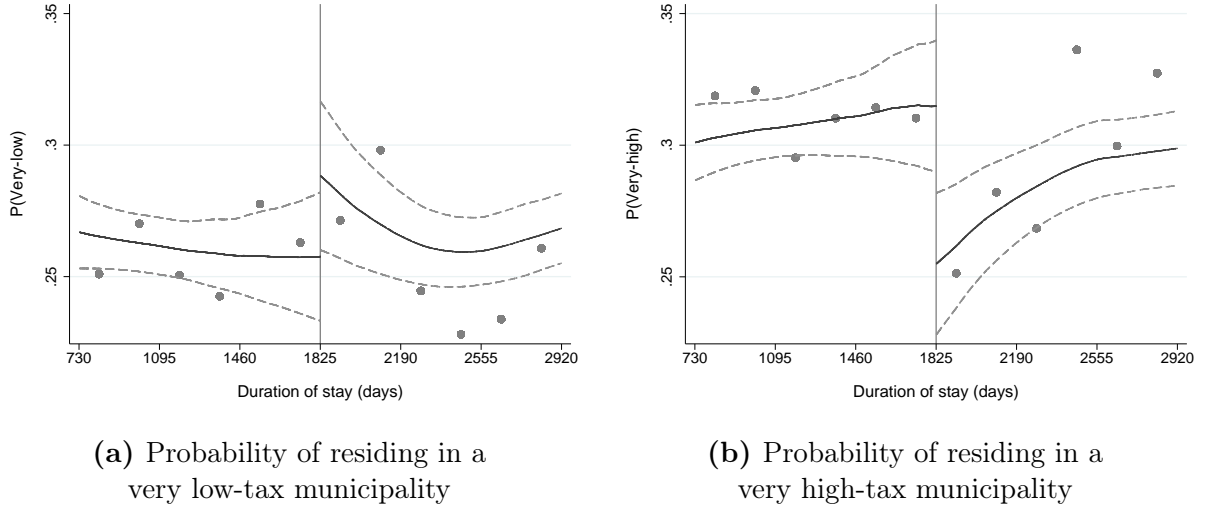 .35
.3
.25
P(Very-low)
730 1095 1460 1825 2190 2555 2920
Duration of stay (days)
(a) Probability of residing in a
very low-tax municipality
.35
.3
.25
P(Very-high)
730 1095 1460 1825 2190 2555 2920
Duration of stay (days)
(b) Probability of residing in a
very high-tax municipality